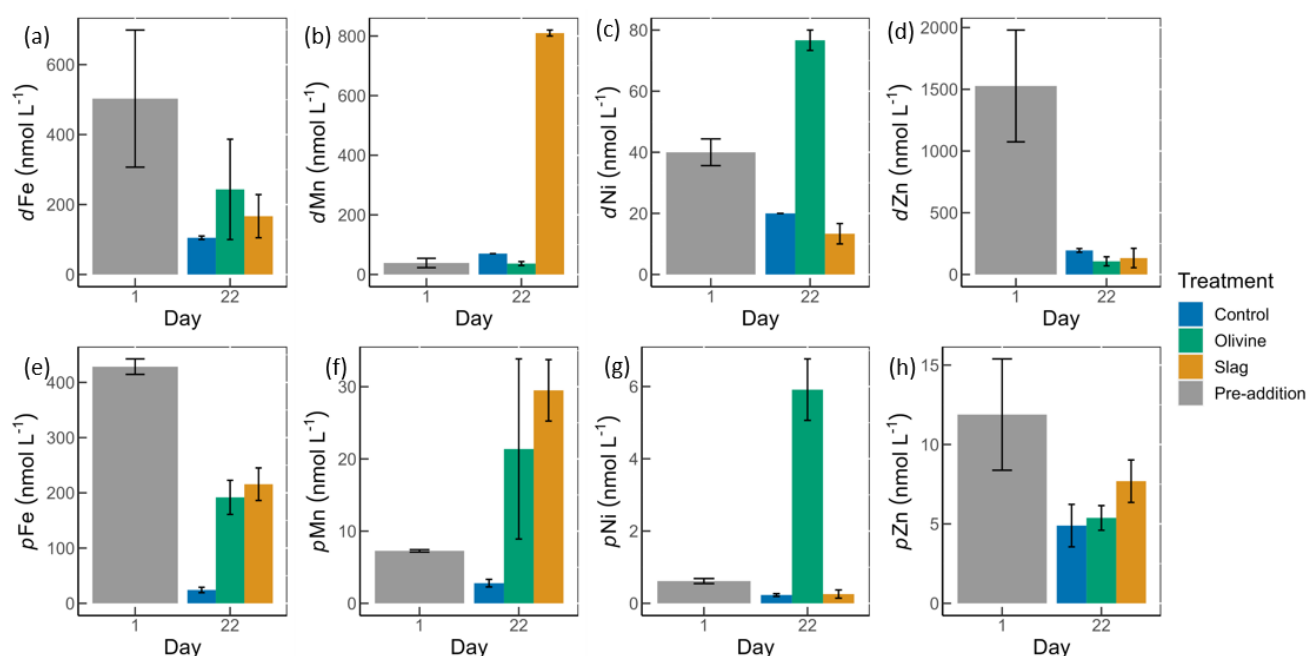 (a)
dFe (nmol L⁻¹)
600
400
200
0
1
22
Day
(b)
dMn (nmol L⁻¹)
800
600
400
200
0
1
22
Day
(c)
dNi (nmol L⁻¹)
80
60
40
20
0
1
22
Day
(d)
dZn (nmol L⁻¹)
2000
1500
1000
500
0
1
22
Day
Treatment
Control
Olivine
Slag
Pre-addition
(e)
pFe (nmol L⁻¹)
400
300
200
100
0
1
22
Day
(f)
pMn (nmol L⁻¹)
30
20
10
0
1
22
Day
(g)
pNi (nmol L⁻¹)
6
4
2
0
1
22
Day
(h)
pZn (nmol L⁻¹)
15
10
5
0
1
22
Day